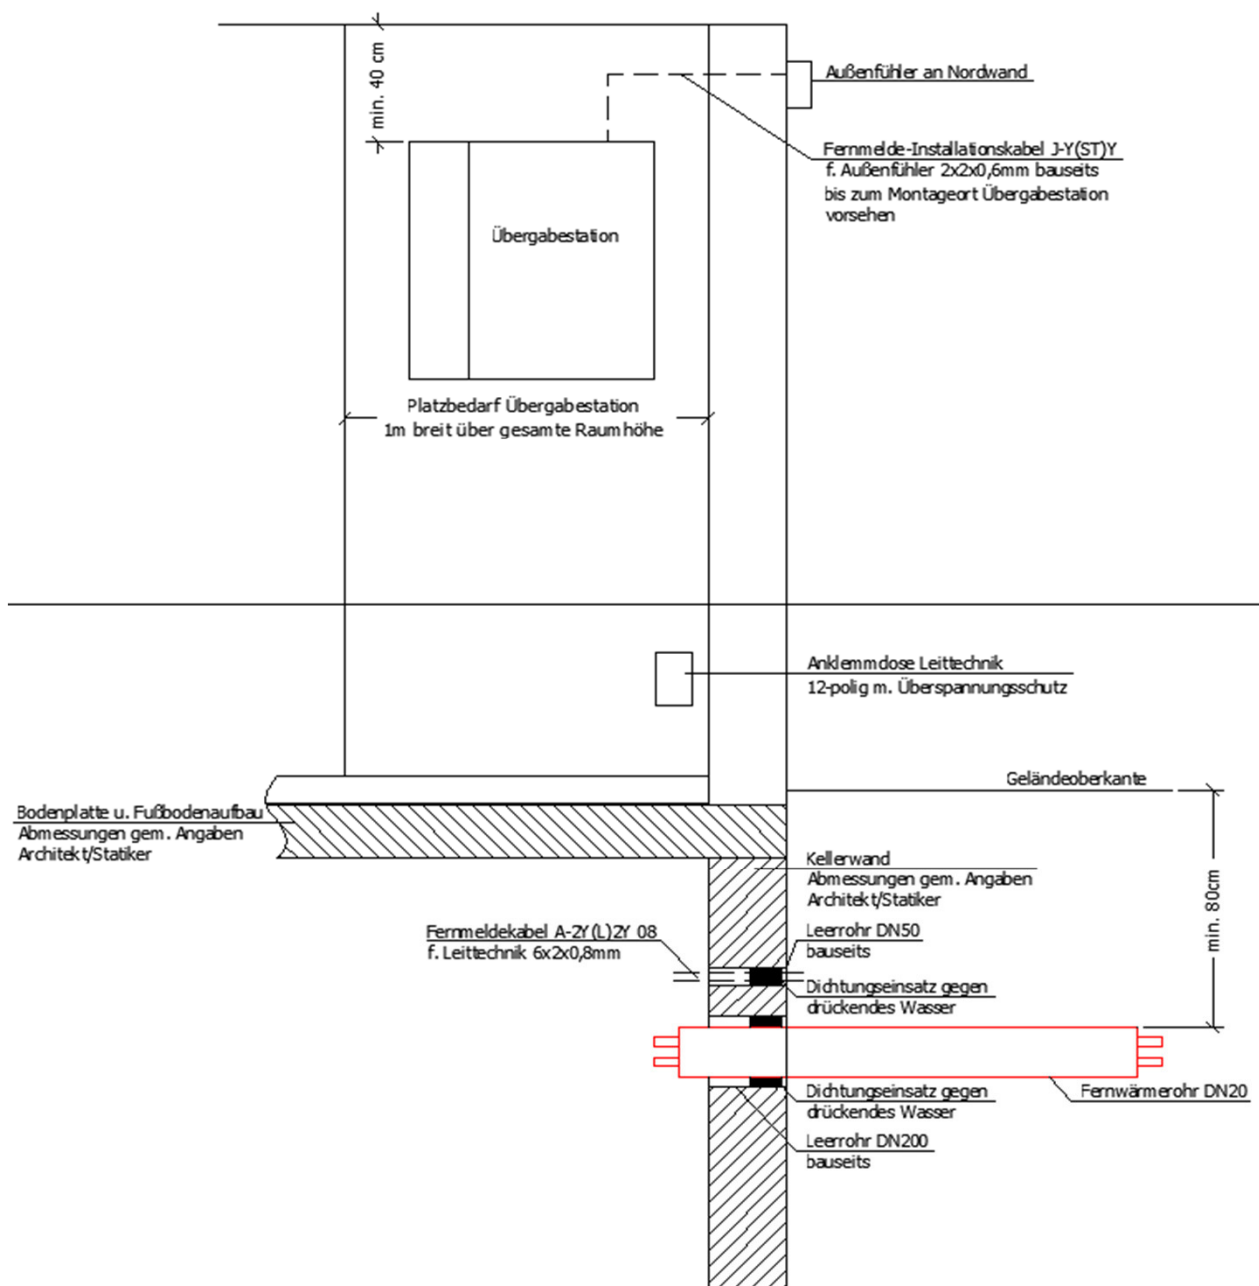 min. 40 cm
Außenfühler an Nordwand
Fernmelde-Installationskabel J-Y(ST)Y
f. Außenfühler 2x2x0,6mm bauseits
bis zum Montageort Übergabestation
vorsehen
Übergabestation
Platzbedarf Übergabestation
1m breit über gesamte Raumhöhe
Anklemmdose Leittechnik
12-polig m. Überspannungsschutz
Geländeoberkante
Bodenplatte u. Fußbodenaufbau
Abmessungen gem. Angaben
Architekt/Statiker
Kellerwand
Abmessungen gem. Angaben
Architekt/Statiker
min. 80cm
Fernmeldekabel A-2Y(L)2Y 08
f. Leittechnik 6x2x0,8mm
Leerrohr DN50
bauseits
Dichtungseinsatz gegen
drückendes Wasser
Dichtungseinsatz gegen
drückendes Wasser
Fernwärmerohr DN20
Leerrohr DN200
bauseits